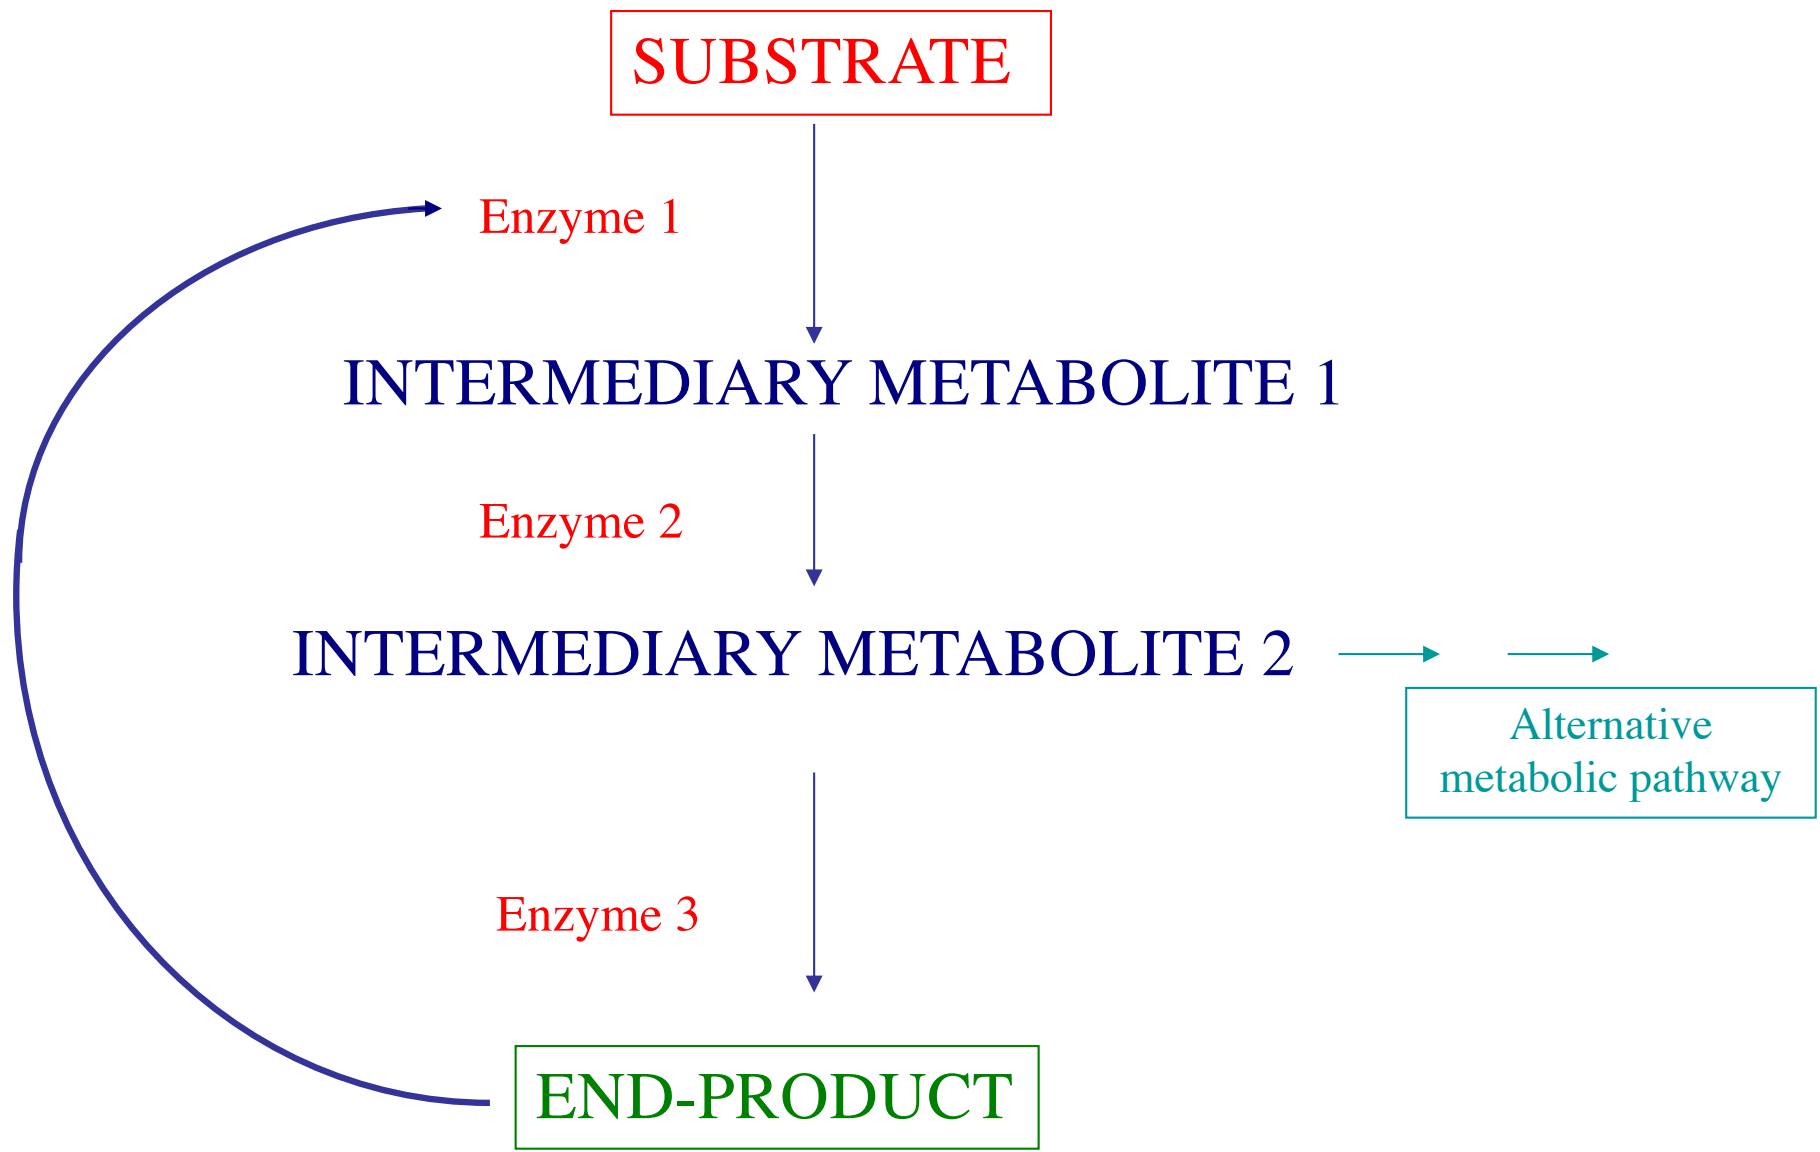 SUBSTRATE
Enzyme 1
INTERMEDIARY METABOLITE 1
Enzyme 2
INTERMEDIARY METABOLITE 2
Alternative
metabolic pathway
Enzyme 3
END-PRODUCT